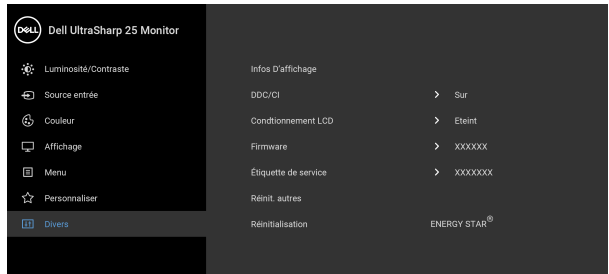 DELL Dell UltraSharp 25 Monitor
Luminosité/Contraste Infos D'affichage
Source entrée DDC/CI > Sur
Couleur Condtionnement LCD > Eteint
Affichage Firmware > XXXXXX
Menu Étiquette de service > XXXXXXX
Personnaliser Réinit. autres
Divers Réinitialisation ENERGY STAR®